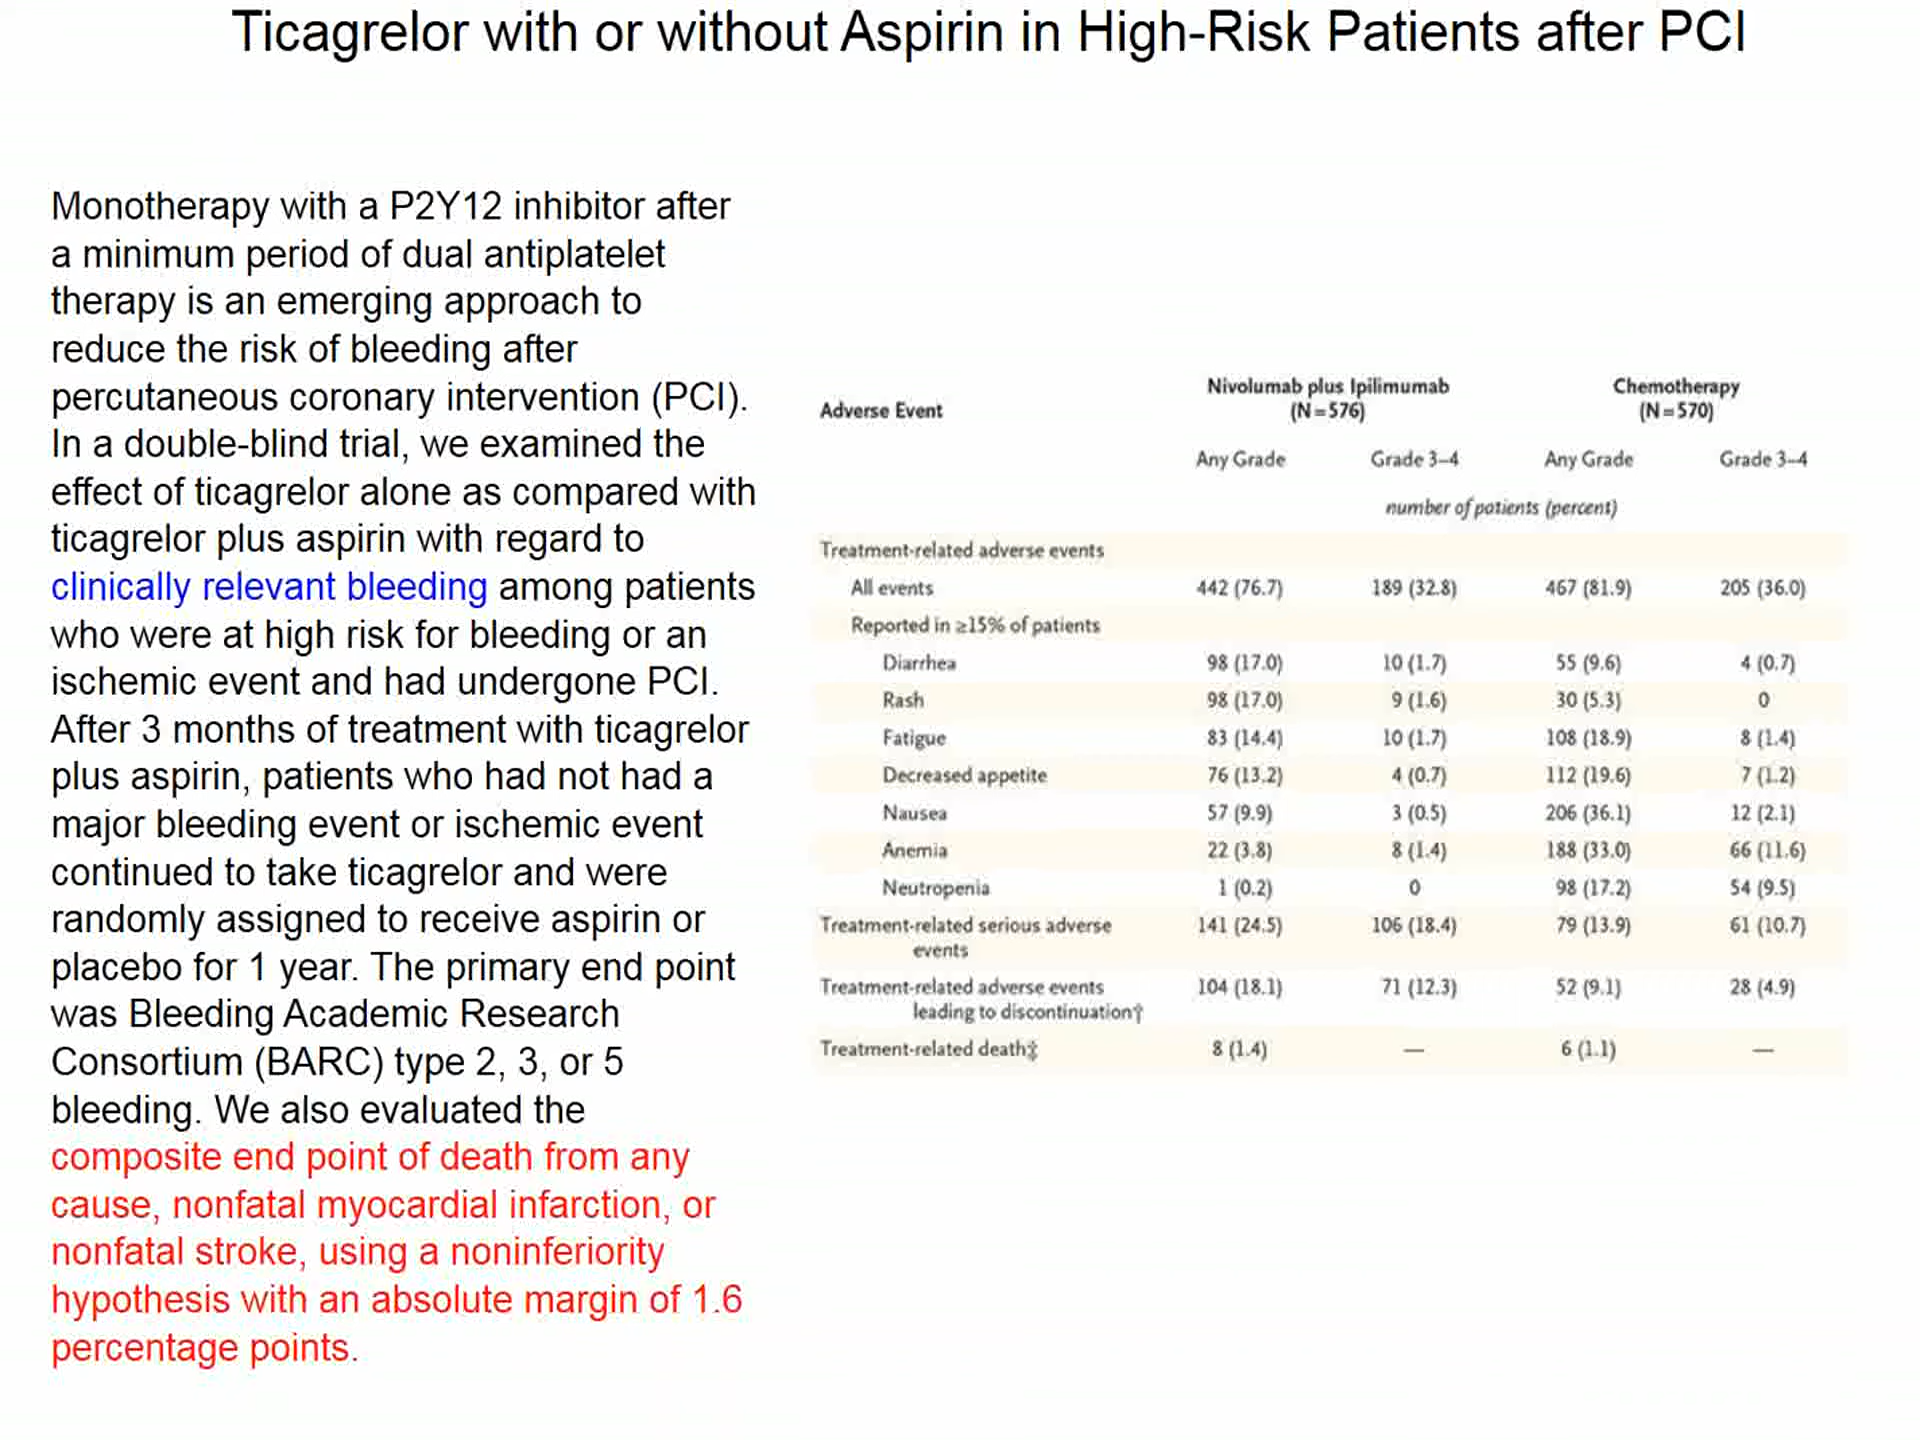 Ticagrelor with or without Aspirin in High-Risk Patients after PCI
Monotherapy with a P2Y12 inhibitor after
a minimum period of dual antiplatelet
therapy is an emerging approach to
reduce the risk of bleeding after
percutaneous coronary intervention (PCI).
In a double-blind trial, we examined the
effect of ticagrelor alone as compared with
ticagrelor plus aspirin with regard to
clinically relevant bleeding among patients
who were at high risk for bleeding or an
ischemic event and had undergone PCI.
After 3 months of treatment with ticagrelor
plus aspirin, patients who had not had a
major bleeding event or ischemic event
continued to take ticagrelor and were
randomly assigned to receive aspirin or
placebo for 1 year. The primary end point
was Bleeding Academic Research
Consortium (BARC) type 2, 3, or 5
bleeding. We also evaluated the
composite end point of death from any
cause, nonfatal myocardial infarction, or
nonfatal stroke, using a noninferiority
hypothesis with an absolute margin of 1.6
percentage points.
Adverse Event Nivolumab plus Ipilimumab (N=576) Chemotherapy (N=570)
Any Grade Grade 3–4 Any Grade Grade 3–4
number of patients (percent)
Treatment-related adverse events
All events 442 (76.7) 189 (32.8) 467 (81.9) 205 (36.0)
Reported in ≥15% of patients
Diarrhea 98 (17.0) 10 (1.7) 55 (9.6) 4 (0.7)
Rash 98 (17.0) 9 (1.6) 30 (5.3) 0
Fatigue 83 (14.4) 10 (1.7) 108 (18.9) 8 (1.4)
Decreased appetite 76 (13.2) 4 (0.7) 112 (19.6) 7 (1.2)
Nausea 57 (9.9) 3 (0.5) 206 (36.1) 12 (2.1)
Anemia 22 (3.8) 8 (1.4) 188 (33.0) 66 (11.6)
Neutropenia 1 (0.2) 0 98 (17.2) 54 (9.5)
Treatment-related serious adverse 141 (24.5) 106 (18.4) 79 (13.9) 61 (10.7)
events
Treatment-related adverse events 104 (18.1) 71 (12.3) 52 (9.1) 28 (4.9)
leading to discontinuation†
Treatment-related death‡ 8 (1.4) — 6 (1.1) —